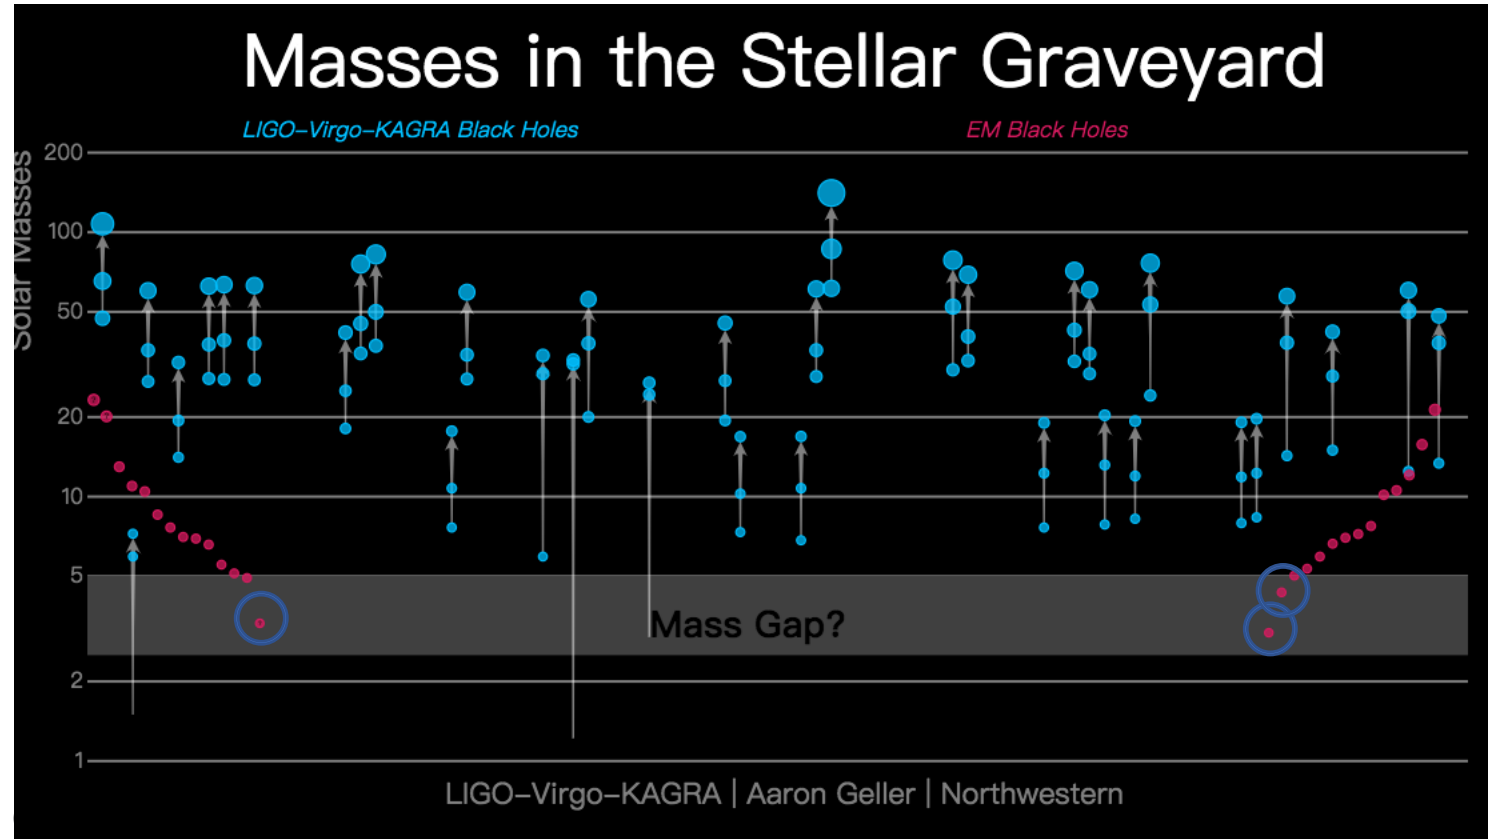 Masses in the Stellar Graveyard
LIGO–Virgo–KAGRA Black Holes
EM Black Holes
Solar Masses
200
100
50
20
10
5
Mass Gap?
2
1
LIGO–Virgo–KAGRA | Aaron Geller | Northwestern